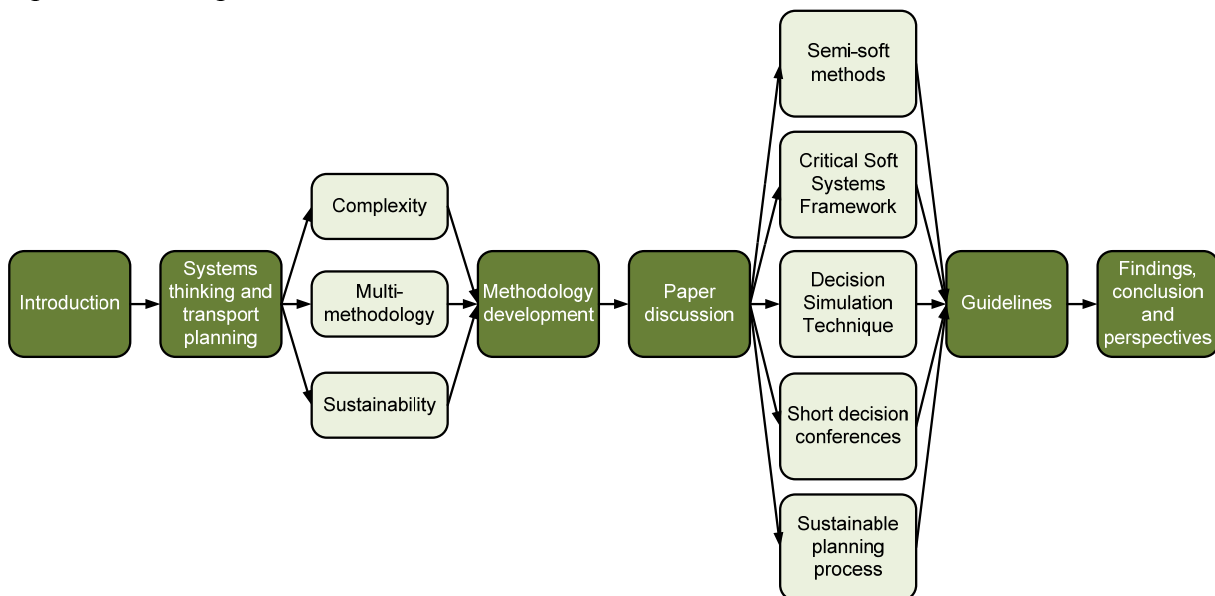 Introduction
Systems
thinking and
transport
planning
Complexity
Multi-
methodology
Sustainability
Methodology
development
Paper
discussion
Semi-soft
methods
Critical Soft
Systems
Framework
Decision
Simulation
Technique
Short decision
conferences
Sustainable
planning
process
Guidelines
Findings,
conclusion
and
perspectives